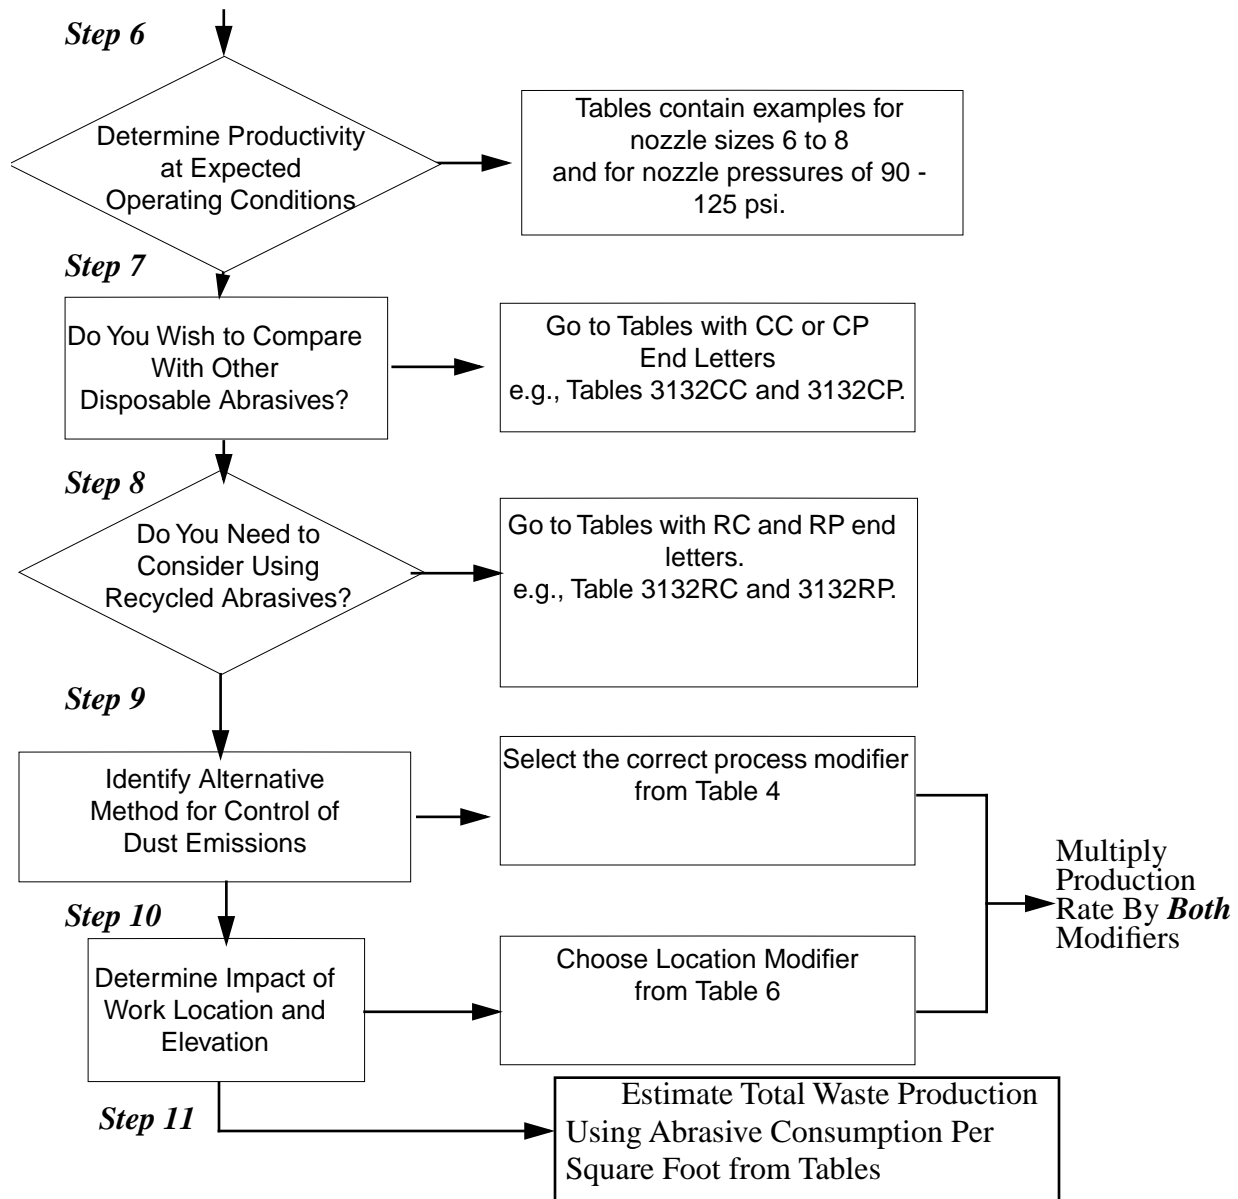 Step 6
Determine Productivity
at Expected
Operating Conditions
Tables contain examples for
nozzle sizes 6 to 8
and for nozzle pressures of 90 -
125 psi.
Step 7
Do You Wish to Compare
With Other
Disposable Abrasives?
Go to Tables with CC or CP
End Letters
e.g., Tables 3132CC and 3132CP.
Step 8
Do You Need to
Consider Using
Recycled Abrasives?
Go to Tables with RC and RP end
letters.
e.g., Table 3132RC and 3132RP.
Step 9
Identify Alternative
Method for Control of
Dust Emissions
Select the correct process modifier
from Table 4
Step 10
Determine Impact of
Work Location and
Elevation
Choose Location Modifier
from Table 6
Multiply
Production
Rate By Both
Modifiers
Step 11
Estimate Total Waste Production
Using Abrasive Consumption Per
Square Foot from Tables